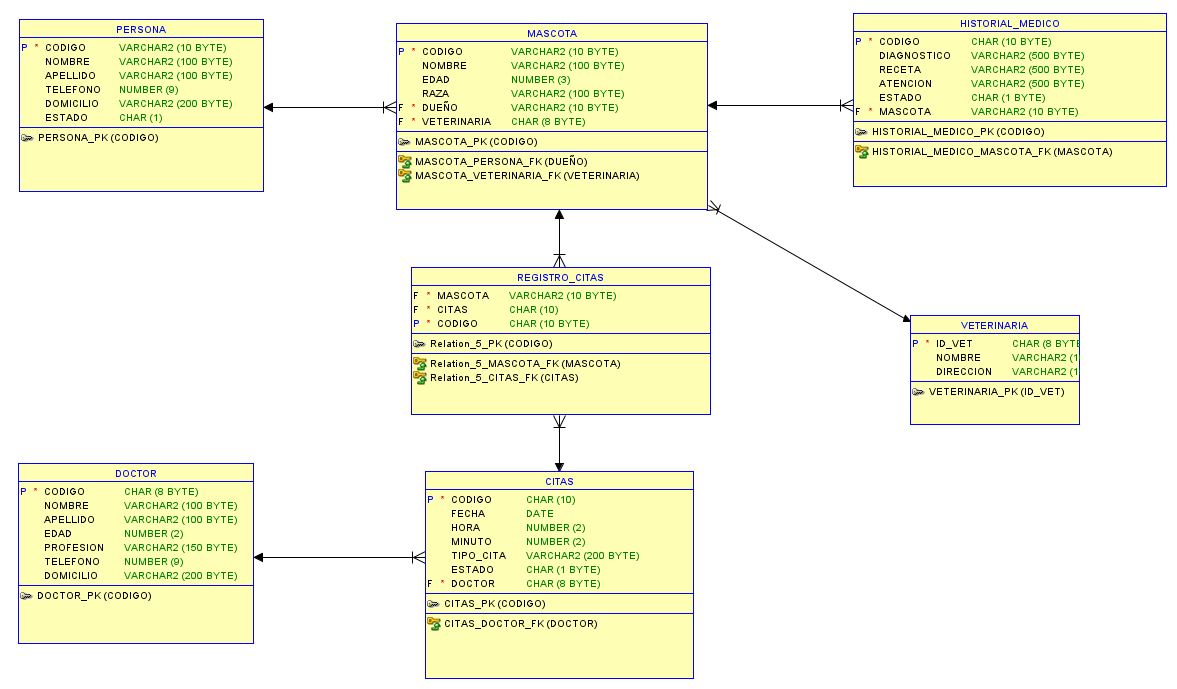 PERSONA
P * CODIGO VARCHAR2 (10 BYTE)
NOMBRE VARCHAR2 (100 BYTE)
APELLIDO VARCHAR2 (100 BYTE)
TELEFONO NUMBER (9)
DOMICILIO VARCHAR2 (200 BYTE)
ESTADO CHAR (1)
PERSONA_PK (CODIGO)
MASCOTA
P * CODIGO VARCHAR2 (10 BYTE)
NOMBRE VARCHAR2 (100 BYTE)
EDAD NUMBER (3)
RAZA VARCHAR2 (100 BYTE)
F * DUEÑO VARCHAR2 (10 BYTE)
F * VETERINARIA CHAR (8 BYTE)
MASCOTA_PK (CODIGO)
MASCOTA_PERSONA_FK (DUEÑO)
MASCOTA_VETERINARIA_FK (VETERINARIA)
HISTORIAL_MEDICO
P * CODIGO CHAR (10 BYTE)
DIAGNOSTICO VARCHAR2 (500 BYTE)
RECETA VARCHAR2 (500 BYTE)
ATENCION VARCHAR2 (500 BYTE)
ESTADO CHAR (1 BYTE)
F * MASCOTA VARCHAR2 (10 BYTE)
HISTORIAL_MEDICO_PK (CODIGO)
HISTORIAL_MEDICO_MASCOTA_FK (MASCOTA)
REGISTRO_CITAS
F * MASCOTA VARCHAR2 (10 BYTE)
F * CITAS CHAR (10)
P * CODIGO CHAR (10 BYTE)
Relation_5_PK (CODIGO)
Relation_5_MASCOTA_FK (MASCOTA)
Relation_5_CITAS_FK (CITAS)
VETERINARIA
P * ID_VET CHAR (8 BYTE
NOMBRE VARCHAR2 (1
DIRECCION VARCHAR2 (1
VETERINARIA_PK (ID_VET)
DOCTOR
P * CODIGO CHAR (8 BYTE)
NOMBRE VARCHAR2 (100 BYTE)
APELLIDO VARCHAR2 (100 BYTE)
EDAD NUMBER (2)
PROFESION VARCHAR2 (150 BYTE)
TELEFONO NUMBER (9)
DOMICILIO VARCHAR2 (200 BYTE)
DOCTOR_PK (CODIGO)
CITAS
P * CODIGO CHAR (10)
FECHA DATE
HORA NUMBER (2)
MINUTO NUMBER (2)
TIPO_CITA VARCHAR2 (200 BYTE)
ESTADO CHAR (1 BYTE)
F * DOCTOR CHAR (8 BYTE)
CITAS_PK (CODIGO)
CITAS_DOCTOR_FK (DOCTOR)